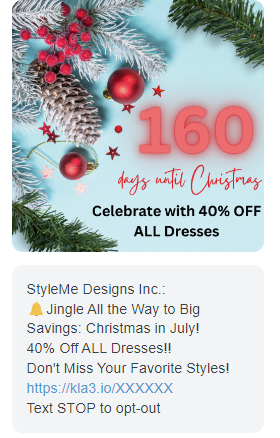 160
days until Christmas
Celebrate with 40% OFF
ALL Dresses
StyleMe Designs Inc.:
🔔Jingle All the Way to Big
Savings: Christmas in July!
40% Off ALL Dresses!!
Don't Miss Your Favorite Styles!
https://kla3.io/XXXXXX
Text STOP to opt-out